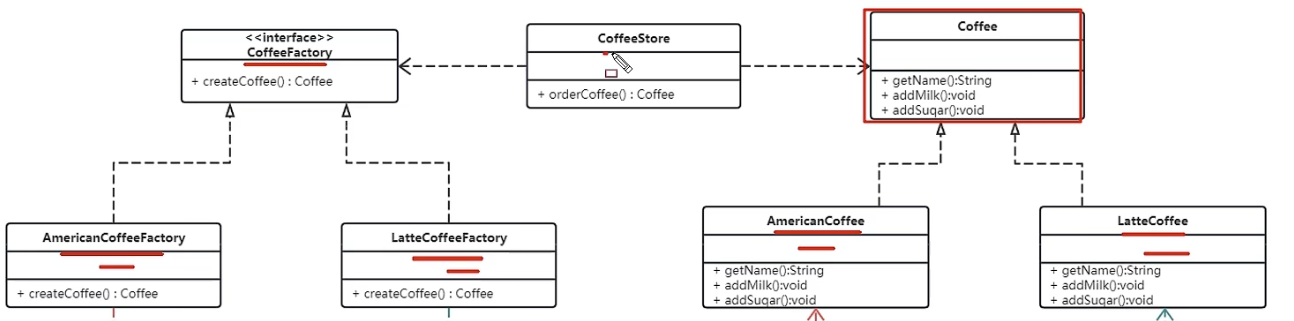 <<interface>>
CoffeeFactory
+ createCoffee() : Coffee
CoffeeStore
+ orderCoffee() : Coffee
Coffee
+ getName():String
+ addMilk():void
+ addSugar():void
AmericanCoffeeFactory
+ createCoffee() : Coffee
LatteCoffeeFactory
+ createCoffee() : Coffee
AmericanCoffee
+ getName():String
+ addMilk():void
+ addSugar():void
LatteCoffee
+ getName():String
+ addMilk():void
+ addSugar():void